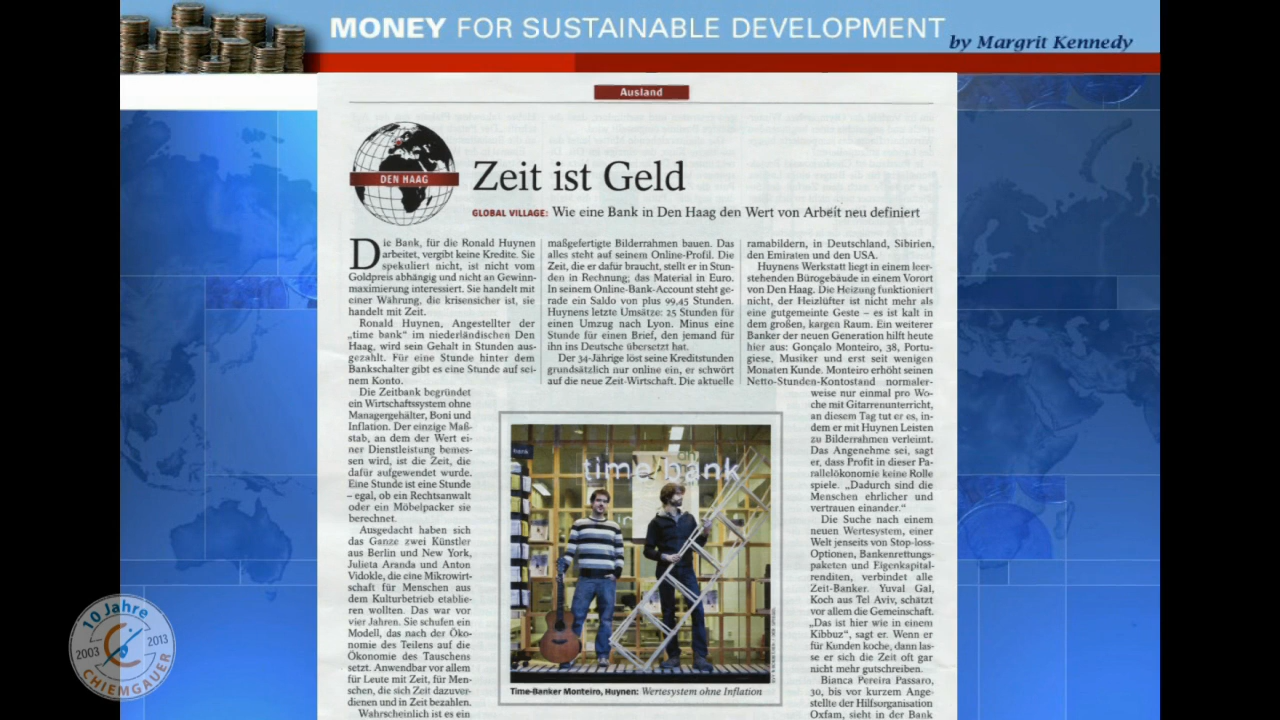 MONEY FOR SUSTAINABLE DEVELOPMENT
by Margrit Kennedy
Ausland
DEN HAAG
Zeit ist Geld
GLOBAL VILLAGE: Wie eine Bank in Den Haag den Wert von Arbeit neu definiert
Die Bank, für die Ronald Huynen
arbeitet, vergibt keine Kredite. Sie
spekuliert nicht, ist nicht vom
Goldpreis abhängig und nicht an Gewinn-
maximierung interessiert. Sie handelt mit
einer Währung, die krisensicher ist, sie
handelt mit Zeit.
Ronald Huynen, Angestellter der
„time bank“ im niederländischen Den
Haag, wird sein Gehalt in Stunden aus-
gezahlt. Für eine Stunde hinter dem
Bankschalter gibt es eine Stunde auf sei-
nem Konto.
Die Zeitbank begründet
ein Wirtschaftssystem ohne
Managergehälter, Boni und
Inflation. Der einzige Maß-
stab, an dem der Wert ei-
ner Dienstleistung bemes-
sen wird, ist die Zeit, die
dafür aufgewendet wurde.
Eine Stunde ist eine Stunde
– egal, ob ein Rechtsanwalt
oder ein Möbelpacker sie
berechnet.
Ausgedacht haben sich
das Ganze zwei Künstler
aus Berlin und New York,
Julieta Aranda und Anton
Vidokle, die eine Mikrowirt-
schaft für Menschen aus
dem Kulturbetrieb etablie-
ren wollten. Das war vor
vier Jahren. Sie schufen ein
Modell, das nach der Öko-
nomie des Teilens auf die
Ökonomie des Tauschens
setzt. Anwendbar vor allem
für Leute mit Zeit, für Men-
schen, die sich Zeit dazuver-
dienen und in Zeit bezahlen.
Wahrscheinlich ist es ein
maßgefertigte Bilderrahmen bauen. Das
alles steht auf seinem Online-Profil. Die
Zeit, die er dafür braucht, stellt er in Stun-
den in Rechnung; das Material in Euro.
In seinem Online-Bank-Account steht ge-
rade ein Saldo von plus 99,45 Stunden.
Huynens letzte Umsätze: 25 Stunden für
einen Umzug nach Lyon. Minus eine
Stunde für einen Brief, den jemand für
ihn ins Deutsche übersetzt hat.
Der 34-Jährige löst seine Kreditstunden
grundsätzlich nur online ein, er schwört
auf die neue Zeit-Wirtschaft. Die aktuelle
time bank
Time-Banker Monteiro, Huynen: Wertesystem ohne Inflation
ramabildern, in Deutschland, Sibirien,
den Emiraten und den USA.
Huynens Werkstatt liegt in einem leer-
stehenden Bürogebäude in einem Vorort
von Den Haag. Die Heizung funktioniert
nicht, der Heizlüfter ist nicht mehr als
eine gutgemeinte Geste – es ist kalt in
dem großen, kargen Raum. Ein weiterer
Banker der neuen Generation hilft heute
hier aus: Gonçalo Monteiro, 38, Portu-
giese, Musiker und erst seit wenigen
Monaten Kunde. Monteiro erhöht seinen
Netto-Stunden-Kontostand normaler-
weise nur einmal pro Wo-
che mit Gitarrenunterricht,
an diesem Tag tut er es, in-
dem er mit Huynen Leisten
zu Bilderrahmen verleimt.
Das Angenehme sei, sagt
er, dass Profit in dieser Pa-
rallelökonomie keine Rolle
spiele. „Dadurch sind die
Menschen ehrlicher und
vertrauen einander.“
Die Suche nach einem
neuen Wertesystem, einer
Welt jenseits von Stop-loss-
Optionen, Bankenrettungs-
paketen und Eigenkapital-
renditen, verbindet alle
Zeit-Banker. Yuval Gal,
Koch aus Tel Aviv, schätzt
vor allem die Gemeinschaft.
„Das ist hier wie in einem
Kibbuz“, sagt er. Wenn er
für Kunden koche, dann las-
se er sich die Zeit oft gar
nicht mehr gutschreiben.
Bianca Pereira Passaro,
30, bis vor kurzem Ange-
stellte der Hilfsorganisation
Oxfam, sieht in der Bank
10 Jahre
2003
2013
CHIEMGAUER